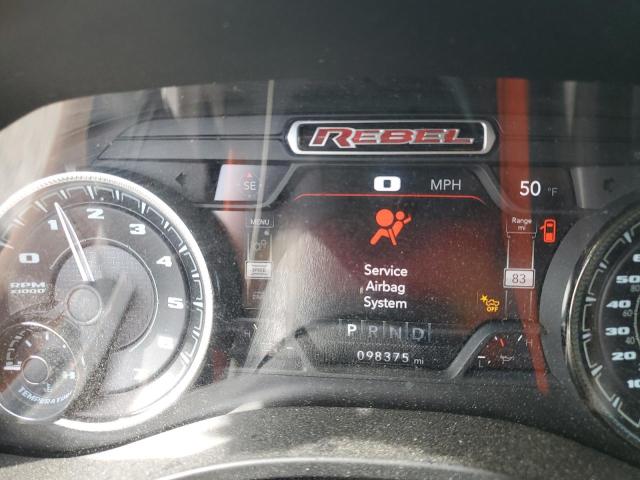 REBEL
SE
0 MPH
50 °F
MENU
Range
mi
83
Service
Airbag
System
OFF
P R N D
098375 mi
0 1 2 3 4 5 7
RPM
X1000
H
TEMPERATURE
50
40
30
20
10